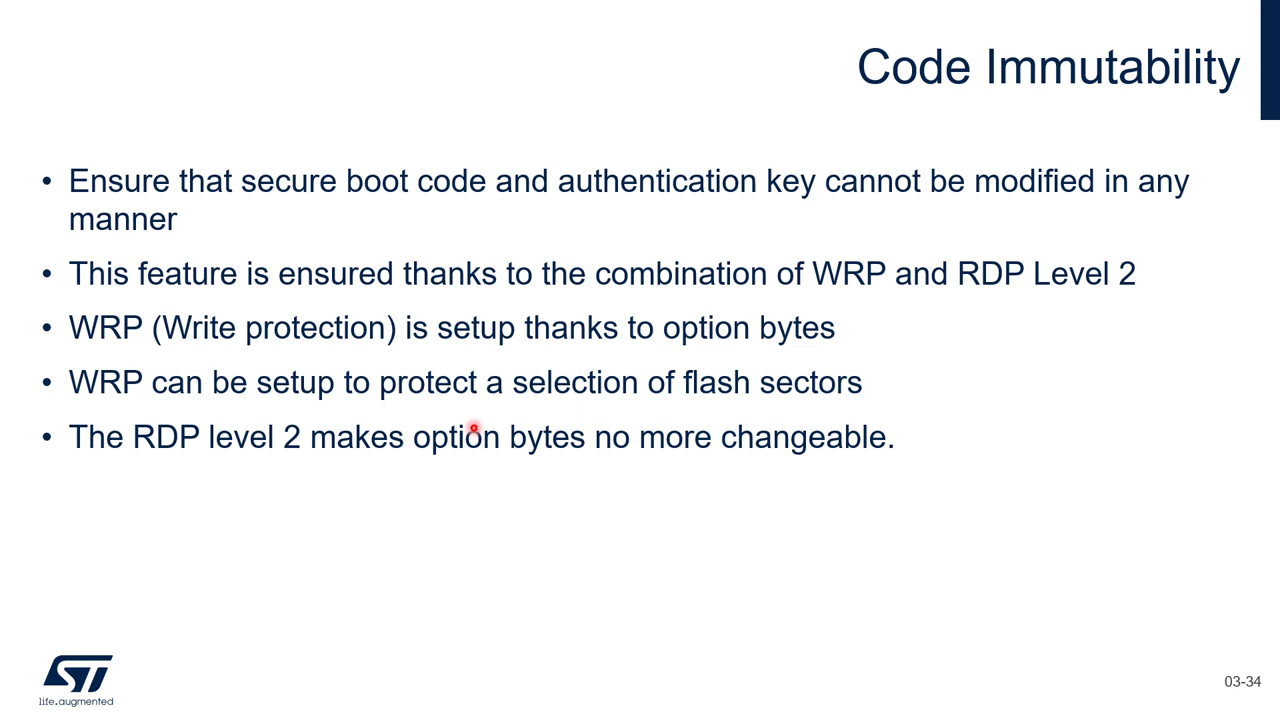 Code Immutability
• Ensure that secure boot code and authentication key cannot be modified in any
manner
• This feature is ensured thanks to the combination of WRP and RDP Level 2
• WRP (Write protection) is setup thanks to option bytes
• WRP can be setup to protect a selection of flash sectors
• The RDP level 2 makes option bytes no more changeable.
ST
life.augmented
03-34